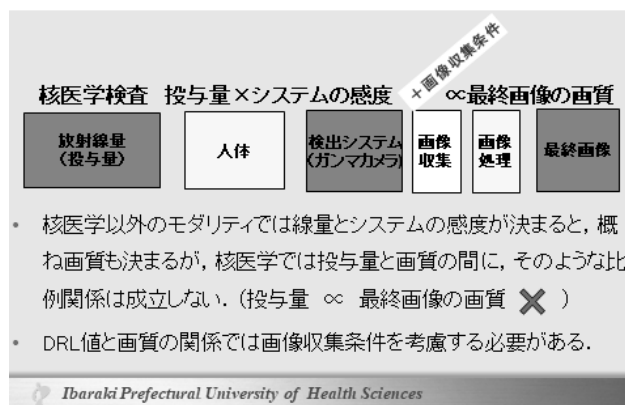 +画像収集条件
核医学検査 投与量×システムの感度 ∝最終画像の画質
放射線量
(投与量)
人体
検出システム
(ガンマカメラ)
画像
収集
画像
処理
最終画像
• 核医学以外のモダリティでは線量とシステムの感度が決まると, 概
ね画質も決まるが, 核医学では投与量と画質の間に, そのような比
例関係は成立しない. (投与量 ∝ 最終画像の画質 ✕ )
• DRL値と画質の関係では画像収集条件を考慮する必要がある.
Ibaraki Prefectural University of Health Sciences